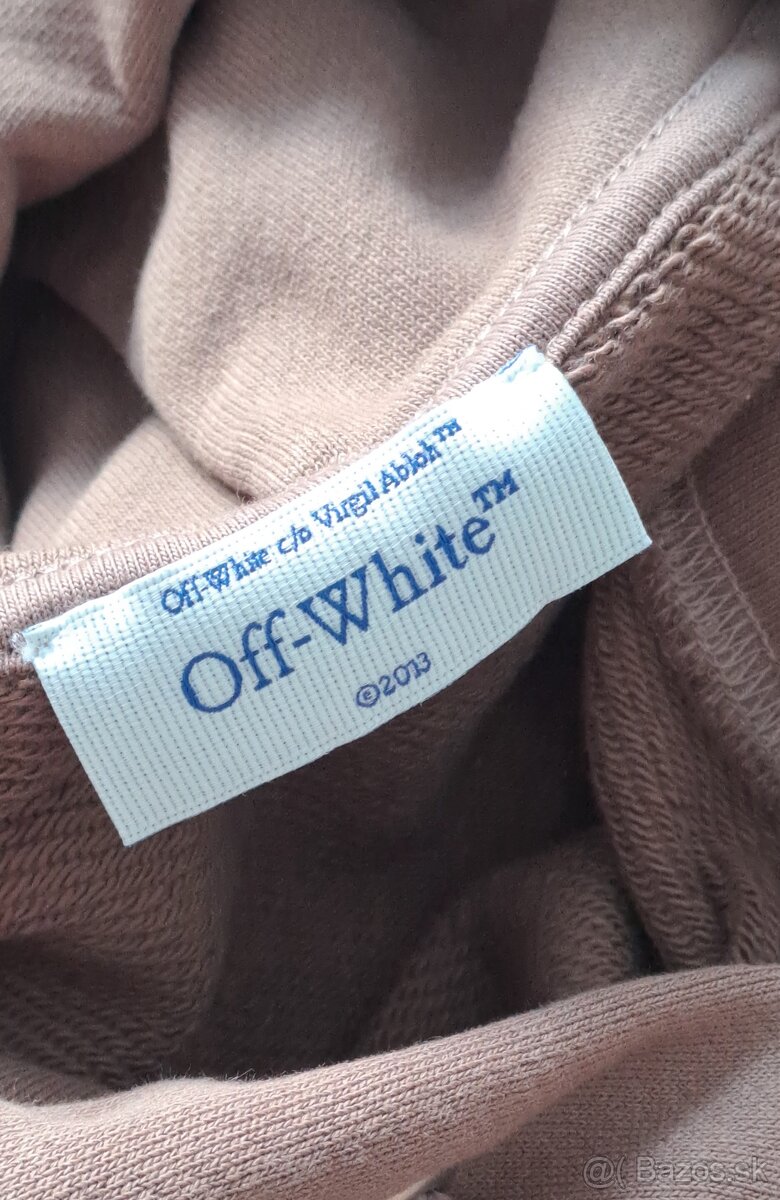 Off-White c/o Virgil Abloh™
Off-White™
©2013
@( Bazos.sk